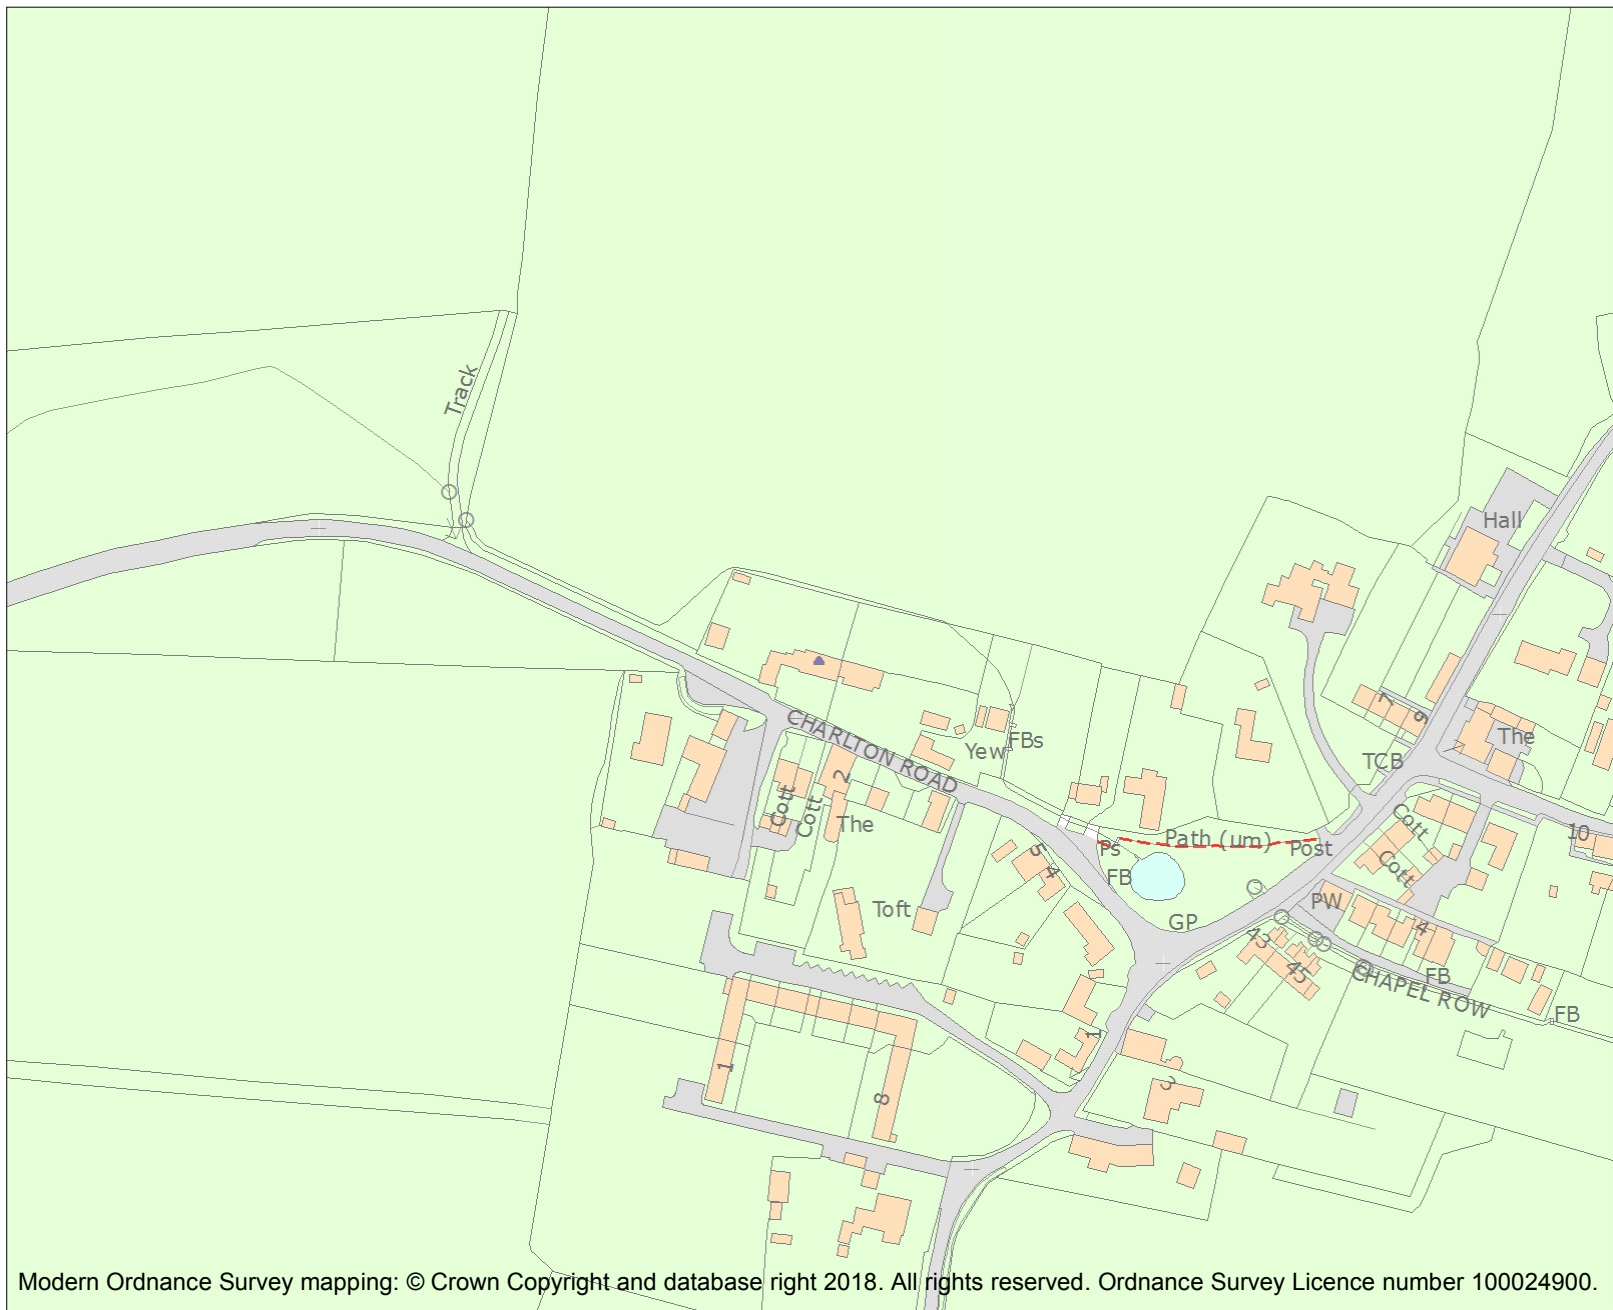 Track
Hall
7
6
CHARLTON ROAD
Yew
FBs
The
TCB
2
Cott
Cott
The
Cott
10
Path (um)
Ps
Post
5
4
FB
Cott
Toft
PW
GP
4
43
45
FB
CHAPEL ROW
FB
1
1
3
8
Modern Ordnance Survey mapping: © Crown Copyright and database right 2018. All rights reserved. Ordnance Survey Licence number 100024900.